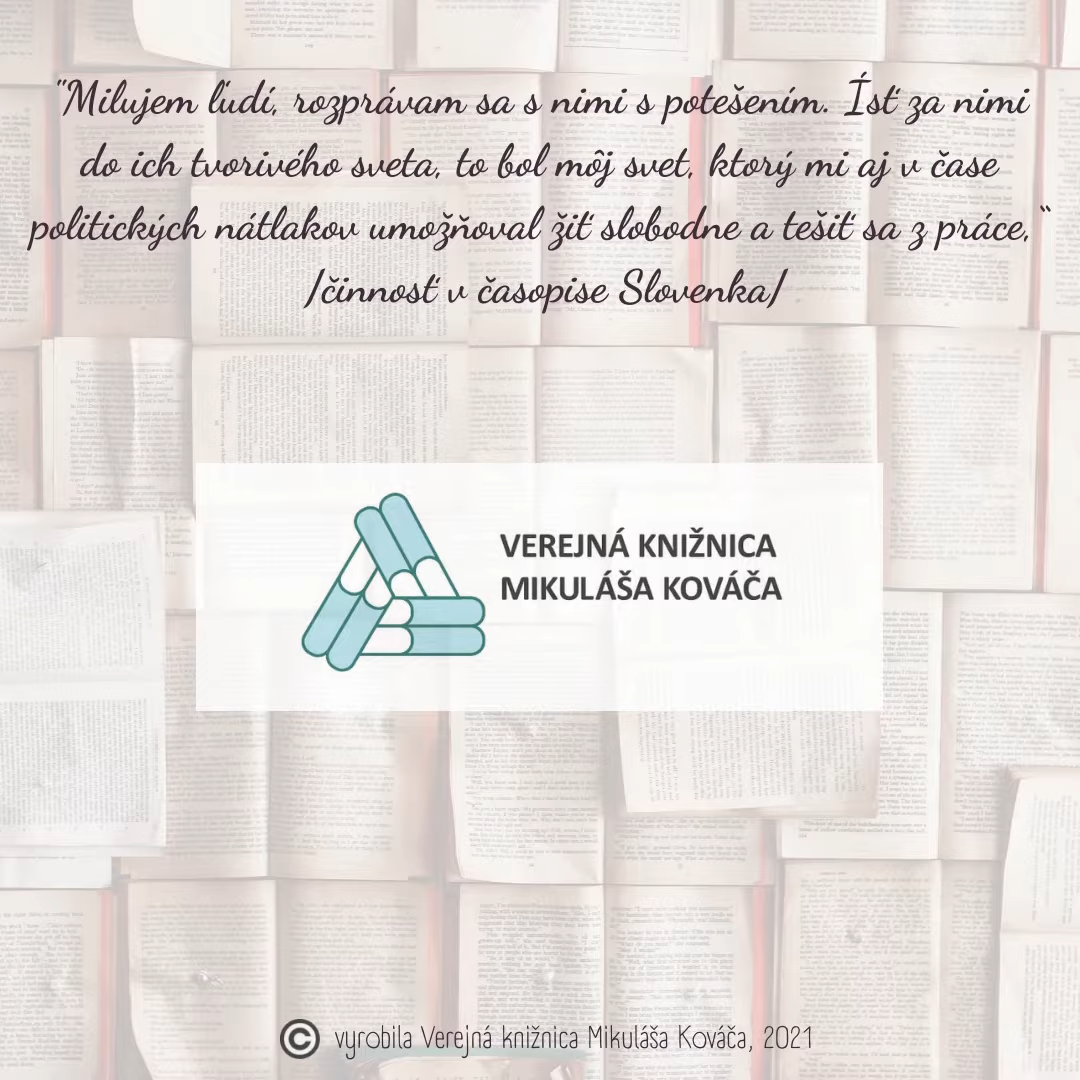 "Milujem ľudí, rozprávam sa s nimi s potešením. Ísť za nimi
do ich tvorivého sveta, to bol môj svet, ktorý mi aj v čase
politických nátlakov umožňoval žiť slobodne a tešiť sa z práce,“
/činnosť v časopise Slovenka/
VEREJNÁ KNIŽNICA
MIKULÁŠA KOVÁČA
© vyrobila Verejná knižnica Mikuláša Kováča, 2021